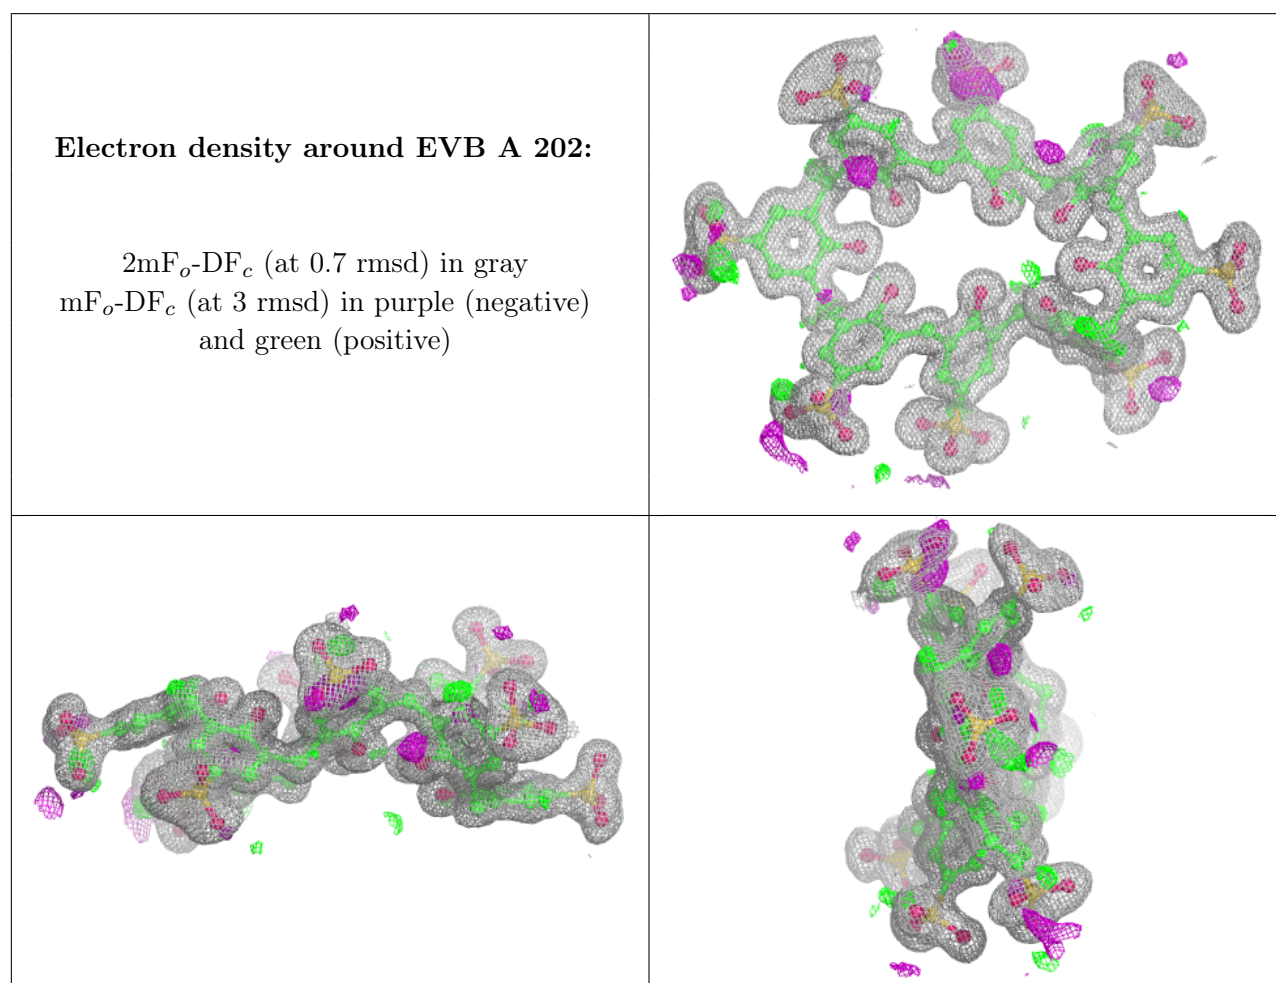 Electron density around EVB A 202:
2mFo-DFc (at 0.7 rmsd) in gray
mFo-DFc (at 3 rmsd) in purple (negative)
and green (positive)